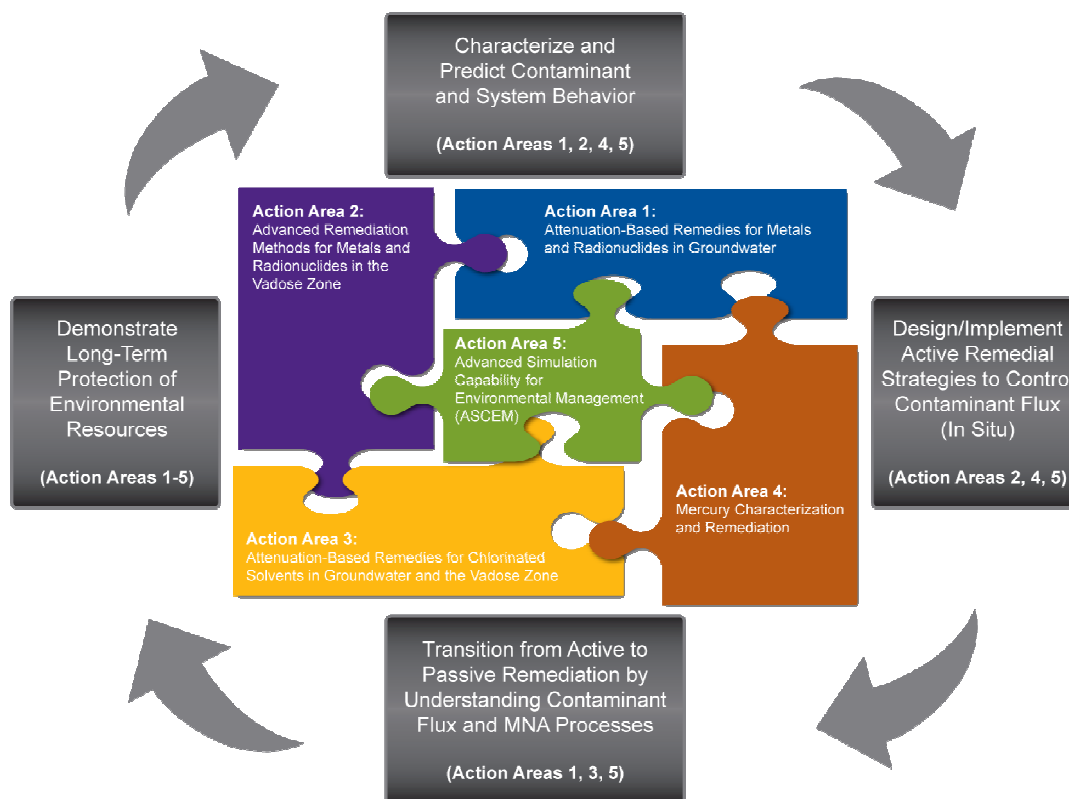 Characterize and
Predict Contaminant
and System Behavior
(Action Areas 1, 2, 4, 5)
Action Area 2:
Advanced Remediation
Methods for Metals and
Radionuclides in the
Vadose Zone
Action Area 1:
Attenuation-Based Remedies for Metals
and Radionuclides in Groundwater
Demonstrate
Long-Term
Protection of
Environmental
Resources
(Action Areas 1-5)
Action Area 5:
Advanced Simulation
Capability for
Environmental Management
(ASCEM)
Design/Implement
Active Remedial
Strategies to Contro
Contaminant Flux
(In Situ)
(Action Areas 2, 4, 5)
Action Area 4:
Mercury Characterization
and Remediation
Action Area 3:
Attenuation-Based Remedies for Chlorinated
Solvents in Groundwater and the Vadose Zone
Transition from Active to
Passive Remediation by
Understanding Contaminant
Flux and MNA Processes
(Action Areas 1, 3, 5)